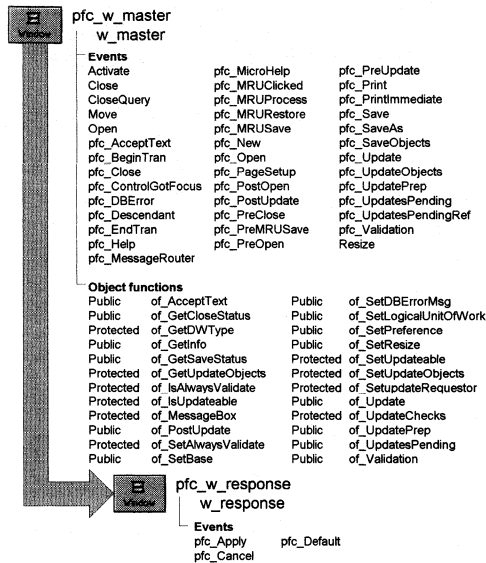 Window
pfc_w_master
w_master
Events
Activate pfc_MicroHelp pfc_PreUpdate
Close pfc_MRUClicked pfc_Print
CloseQuery pfc_MRUProcess pfc_PrintImmediate
Move pfc_MRURestore pfc_Save
Open pfc_MRUSave pfc_SaveAs
pfc_AcceptText pfc_New pfc_SaveObjects
pfc_BeginTran pfc_Open pfc_Update
pfc_Close pfc_PageSetup pfc_UpdateObjects
pfc_ControlGotFocus pfc_PostOpen pfc_UpdatePrep
pfc_DBError pfc_PostUpdate pfc_UpdatesPending
pfc_Descendant pfc_PreClose pfc_UpdatesPendingRef
pfc_EndTran pfc_PreMRUSave pfc_Validation
pfc_Help pfc_PreOpen Resize
pfc_MessageRouter
Object functions
Public of_AcceptText Public of_SetDBErrorMsg
Public of_GetCloseStatus Public of_SetLogicalUnitOfWork
Protected of_GetDWType Public of_SetPreference
Public of_GetInfo Public of_SetResize
Public of_GetSaveStatus Protected of_SetUpdateable
Protected of_GetUpdateObjects Protected of_SetUpdateObjects
Protected of_IsAlwaysValidate Protected of_SetupdateRequestor
Protected of_IsUpdateable Public of_Update
Protected of_MessageBox Protected of_UpdateChecks
Public of_PostUpdate Public of_UpdatePrep
Protected of_SetAlwaysValidate Public of_UpdatesPending
Public of_SetBase Public of_Validation
Window
pfc_w_response
w_response
Events
pfc_Apply pfc_Default
pfc_Cancel